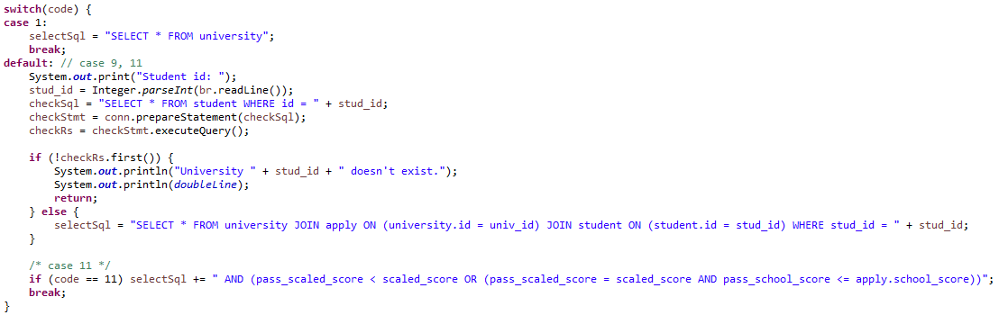 switch(code) {
case 1:
    selectSql = "SELECT * FROM university";
    break;
default: // case 9, 11
    System.out.print("Student id: ");
    stud_id = Integer.parseInt(br.readLine());
    checkSql = "SELECT * FROM student WHERE id = " + stud_id;
    checkStmt = conn.prepareStatement(checkSql);
    checkRs = checkStmt.executeQuery();

    if (!checkRs.first()) {
        System.out.println("University " + stud_id + " doesn't exist.");
        System.out.println(doubleLine);
        return;
    } else {
        selectSql = "SELECT * FROM university JOIN apply ON (university.id = univ_id) JOIN student ON (student.id = stud_id) WHERE stud_id = " + stud_id;
    }

    /* case 11 */
    if (code == 11) selectSql += " AND (pass_scaled_score < scaled_score OR (pass_scaled_score = scaled_score AND pass_school_score <= apply.school_score))";
    break;
}